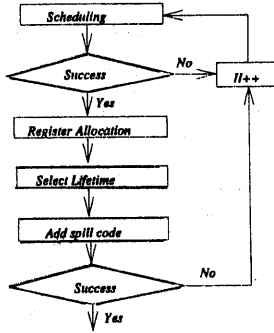 Scheduling
Success
No
II++
Yes
Register Allocation
Select Lifetime
Add spill code
Success
No
Yes